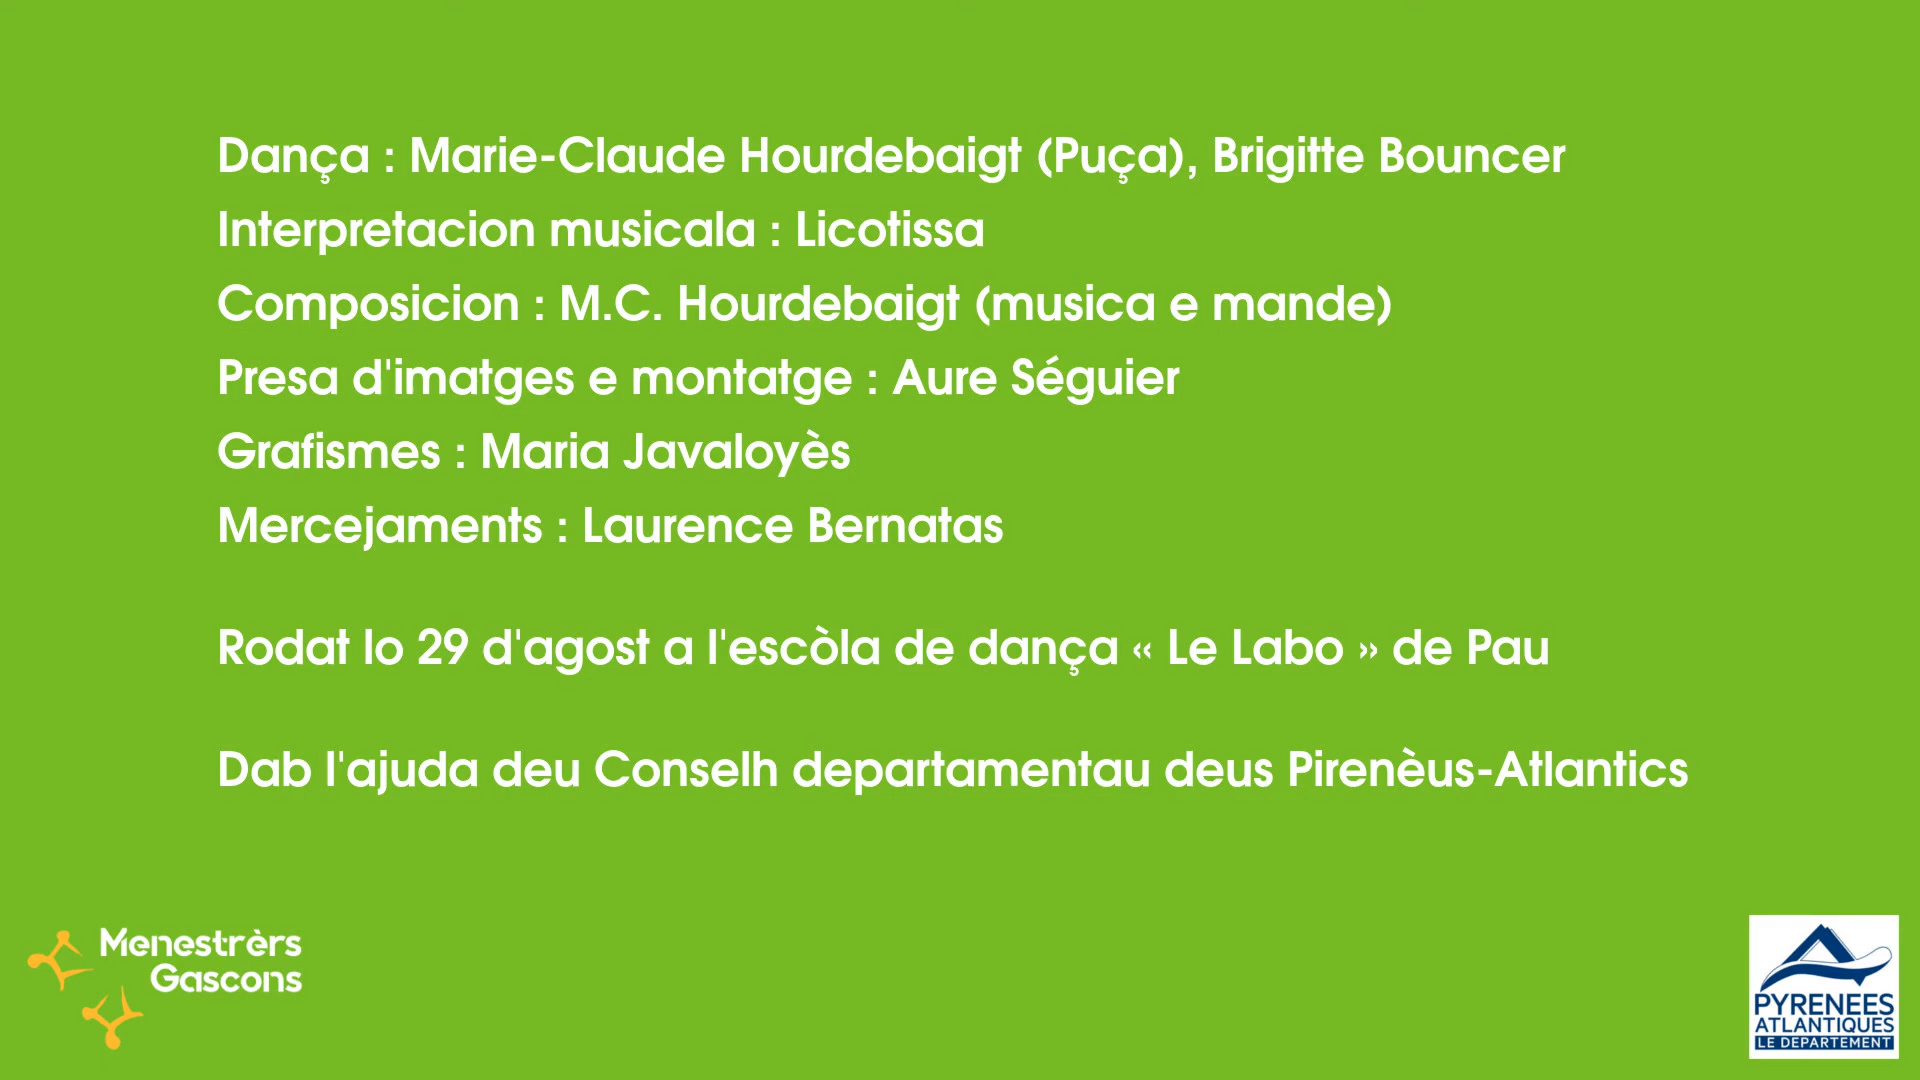 Dança : Marie-Claude Hourdebaigt (Puça), Brigitte Bouncer
Interpretacion musicala : Licotissa
Composicion : M.C. Hourdebaigt (musica e mande)
Presa d'imatges e montatge : Aure Séguier
Grafismes : Maria Javaloyès
Mercejaments : Laurence Bernatas
Rodat lo 29 d'agost a l'escòla de dança « Le Labo » de Pau
Dab l'ajuda deu Conselh departamentau deus Pirenèus-Atlantics
Menestrèrs
Gascons
PYRENEES
ATLANTIQUES
LE DEPARTEMENT